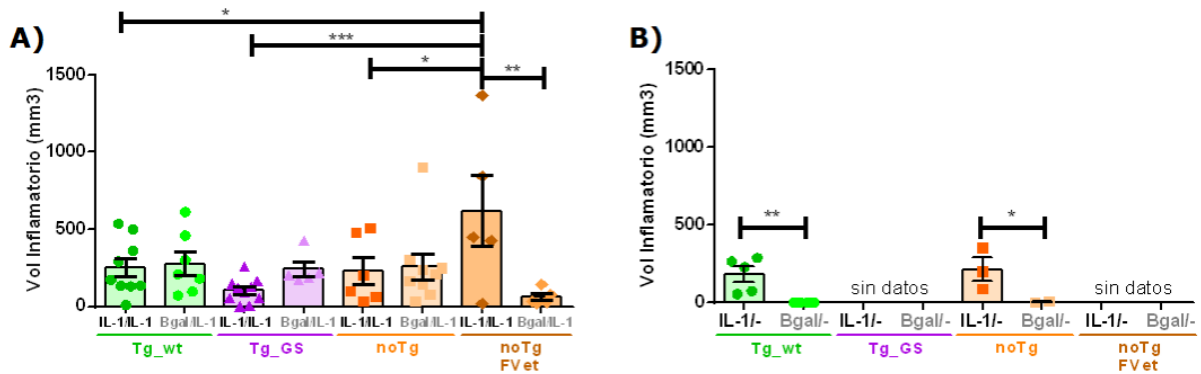 A)
Vol Inflamatorio (mm3)
1500
1000
500
0
*
***
*
**
IL-1/IL-1 Bgal/IL-1 IL-1/IL-1 Bgal/IL-1 IL-1/IL-1 Bgal/IL-1 IL-1/IL-1 Bgal/IL-1
Tg_wt Tg_GS noTg noTg
FVet
B)
Vol Inflamatorio (mm3)
1500
1000
500
0
**
*
sin datos sin datos
IL-1/- Bgal/- IL-1/- Bgal/- IL-1/- Bgal/- IL-1/- Bgal/-
Tg_wt Tg_GS noTg noTg
FVet